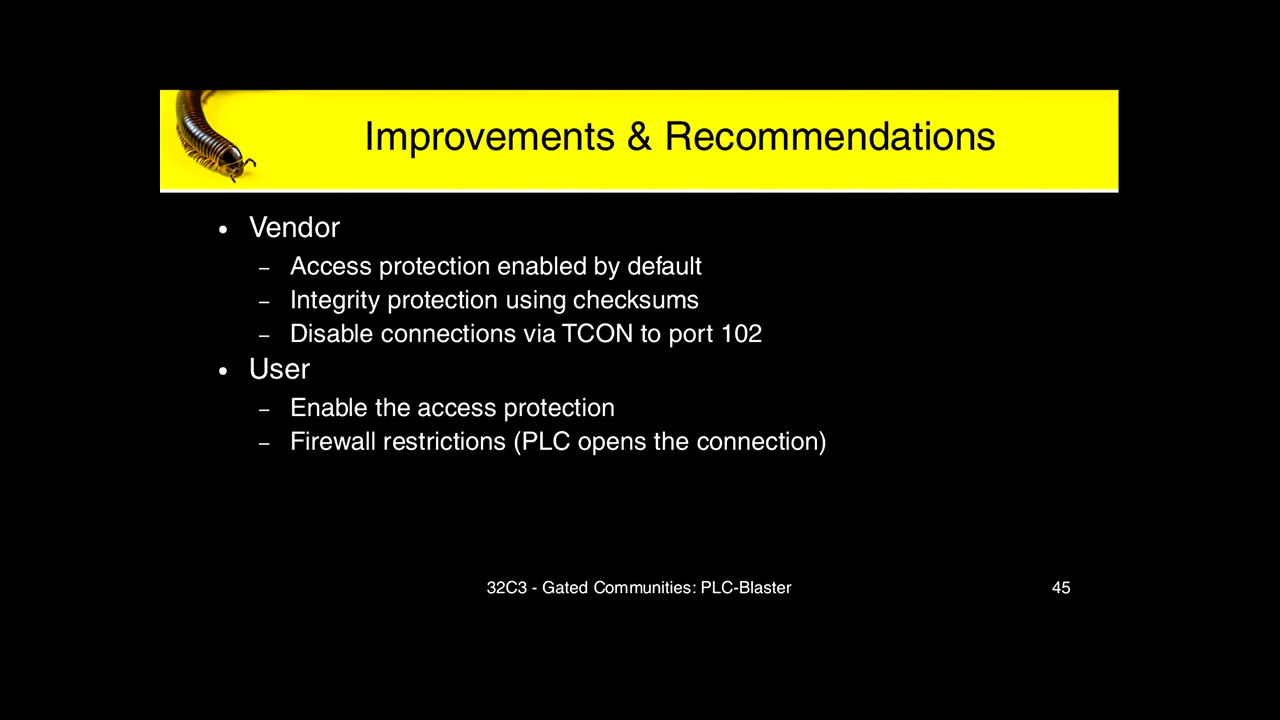 Improvements & Recommendations
• Vendor
– Access protection enabled by default
– Integrity protection using checksums
– Disable connections via TCON to port 102
• User
– Enable the access protection
– Firewall restrictions (PLC opens the connection)
32C3 - Gated Communities: PLC-Blaster 45